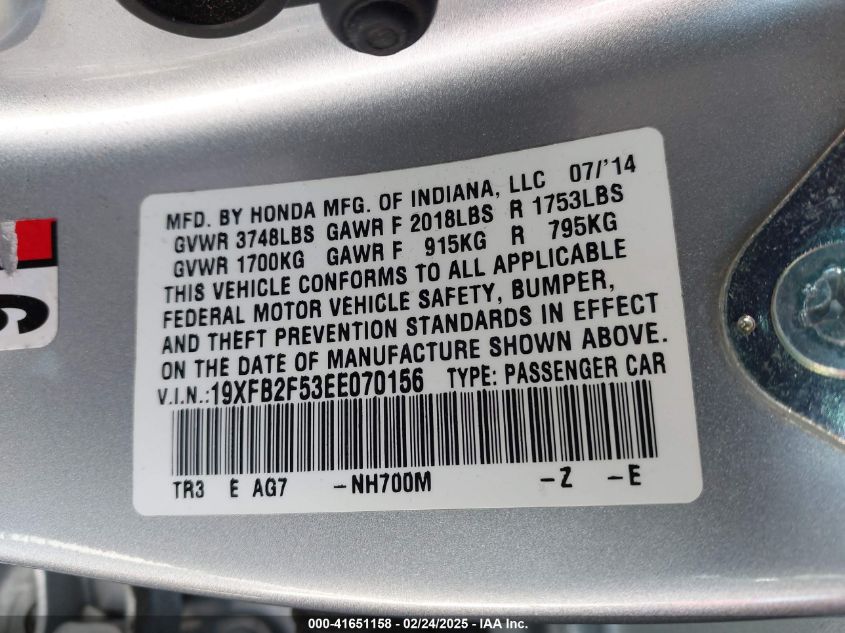 MFD. BY HONDA MFG. OF INDIANA, LLC 07/'14
GVWR 3748LBS GAWR F 2018LBS R 1753LBS
GVWR 1700KG GAWR F 915KG R 795KG
THIS VEHICLE CONFORMS TO ALL APPLICABLE
FEDERAL MOTOR VEHICLE SAFETY, BUMPER,
AND THEFT PREVENTION STANDARDS IN EFFECT
ON THE DATE OF MANUFACTURE SHOWN ABOVE.
V.I.N.:19XFB2F53EE070156 TYPE: PASSENGER CAR
TR3 E AG7 -NH700M -Z -E
000-41651158 - 02/24/2025 - IAA Inc.